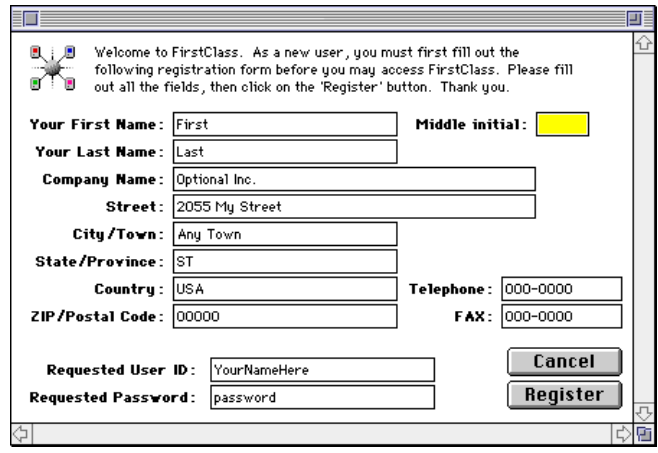 Welcome to FirstClass. As a new user, you must first fill out the
following registration form before you may access FirstClass. Please fill
out all the fields, then click on the 'Register' button. Thank you.
Your First Name: First Middle initial:
Your Last Name: Last
Company Name: Optional Inc.
Street: 2055 My Street
City/Town: Any Town
State/Province: ST
Country: USA Telephone: 000-0000
ZIP/Postal Code: 00000 FAX: 000-0000
Requested User ID: YourNameHere Cancel
Requested Password: password Register